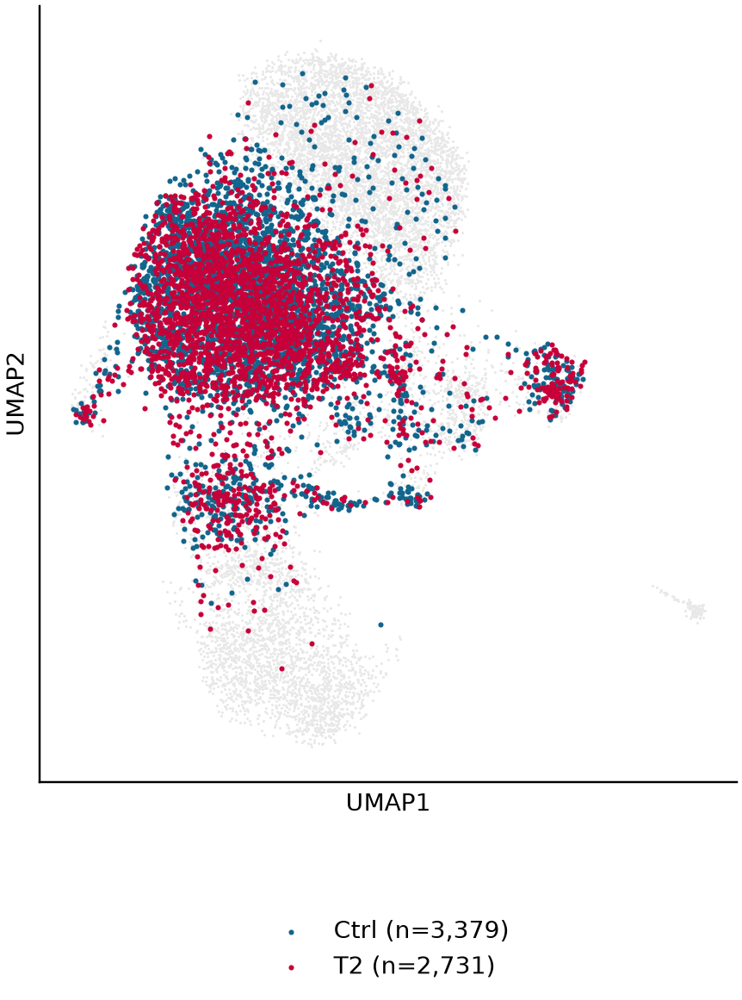 UMAP2
UMAP1
Ctrl (n=3,379)
T2 (n=2,731)